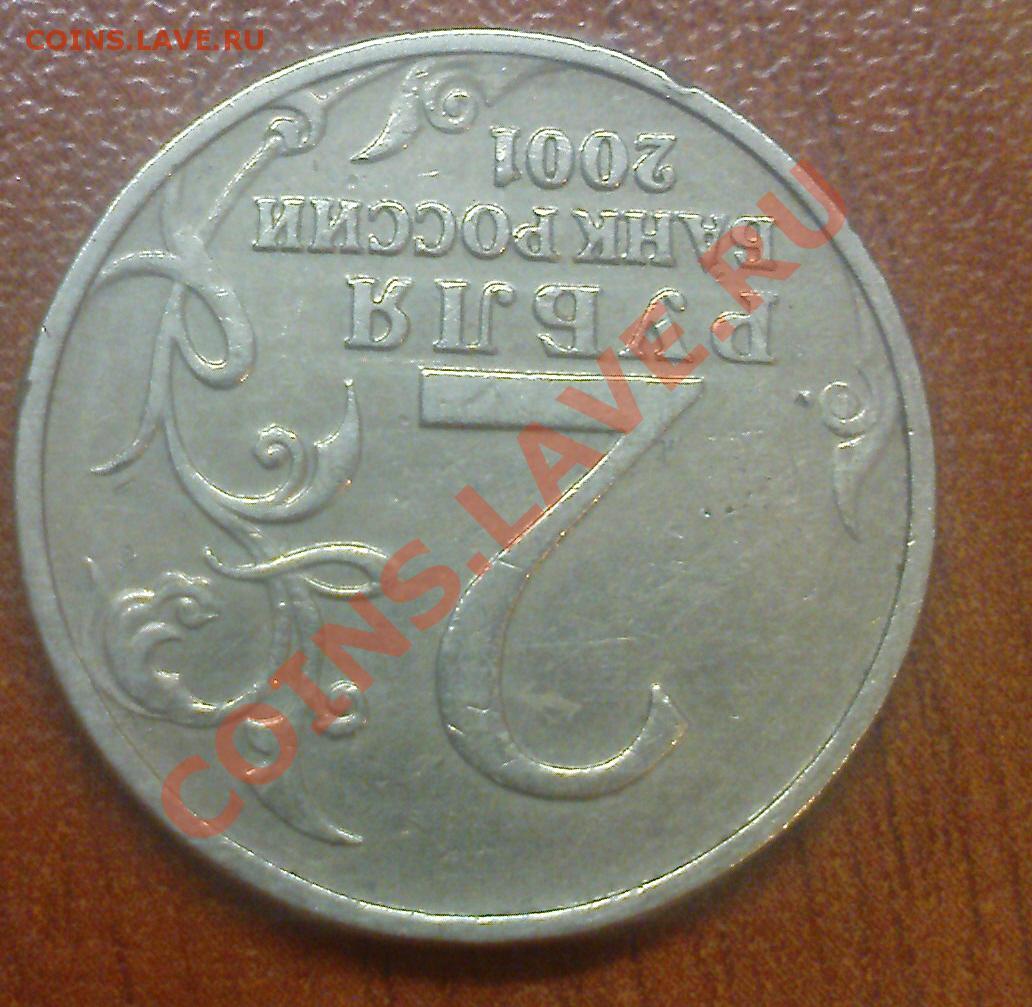 COINS.LAVE.RU
2
РУБЛЯ
БАНК РОССИИ
2001
COINS.LAVE.RU